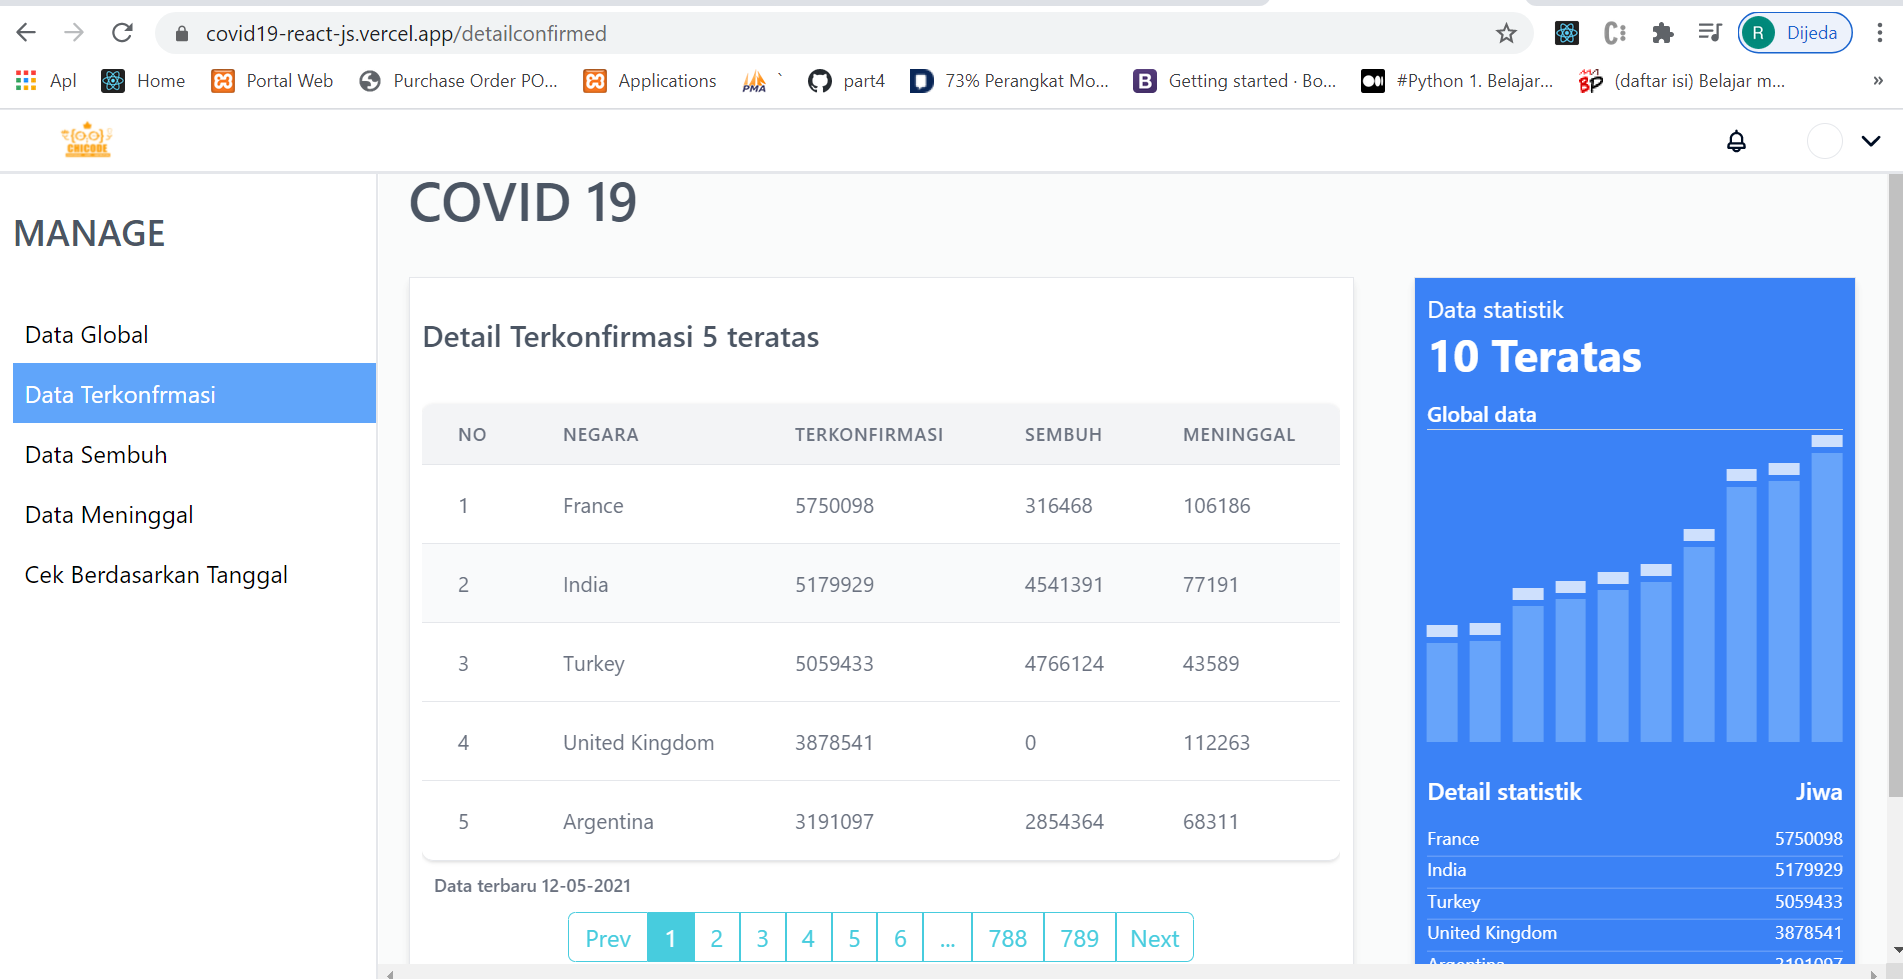 covid19-react-js.vercel.app/detailconfirmed
R Dijeda
Apl Home Portal Web Purchase Order PO... Applications PMA ` part4 73% Perangkat Mo... B Getting started · Bo... #Python 1. Belajar... BP (daftar isi) Belajar m... »
CHICODE
MANAGE
Data Global
Data Terkonfrmasi
Data Sembuh
Data Meninggal
Cek Berdasarkan Tanggal
COVID 19
Detail Terkonfirmasi 5 teratas
NO NEGARA TERKONFIRMASI SEMBUH MENINGGAL
1 France 5750098 316468 106186
2 India 5179929 4541391 77191
3 Turkey 5059433 4766124 43589
4 United Kingdom 3878541 0 112263
5 Argentina 3191097 2854364 68311
Data terbaru 12-05-2021
Prev 1 2 3 4 5 6 ... 788 789 Next
Data statistik
10 Teratas
Global data
Detail statistik Jiwa
France 5750098
India 5179929
Turkey 5059433
United Kingdom 3878541
Argentina 3191097